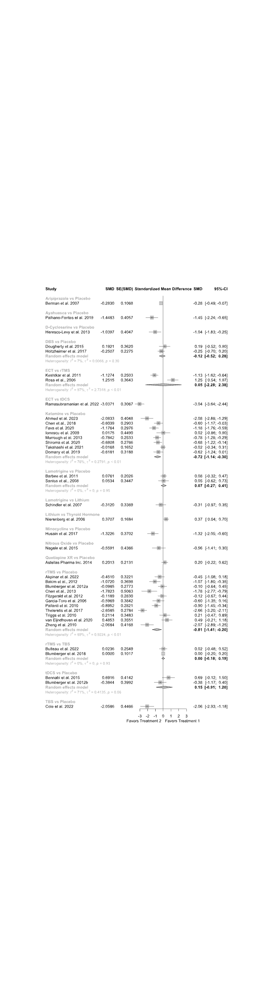 Study SMD SE(SMD) Standardized Mean Difference SMD 95%-CI
Aripiprazole vs Placebo
Berman et al. 2007 -0.2830 0.1068 -0.28 [-0.49; -0.07]
Ayahuasca vs Placebo
Palhano-Fontes et al. 2019 -1.4483 0.4057 -1.45 [-2.24; -0.65]
D-Cycloserine vs Placebo
Heresco-Levy et al. 2013 -1.0397 0.4047 -1.04 [-1.83; -0.25]
DBS vs Placebo
Dougherty et al. 2015 0.1921 0.3620 0.19 [-0.52; 0.90]
Holtzheimer et al. 2017 -0.2507 0.2275 -0.25 [-0.70; 0.20]
Random effects model -0.12 [-0.52; 0.28]
Heterogeneity: I² = 7%, τ² = 0.0066, p = 0.30
ECT vs rTMS
Keshtkar et al. 2011 -1.1274 0.2503 -1.13 [-1.62; -0.64]
Rosa et al., 2006 1.2515 0.3643 1.25 [ 0.54; 1.97]
Random effects model 0.05 [-2.28; 2.38]
Heterogeneity: I² = 97%, τ² = 2.7318, p < 0.01
ECT vs tDCS
Ramasubramanian et al. 2022 -3.0371 0.3067 -3.04 [-3.64; -2.44]
Ketamine vs Placebo
Ahmed et al. 2023 -2.0833 0.4048 -2.08 [-2.88; -1.29]
Chen et al., 2018 -0.6039 0.2903 -0.60 [-1.17; -0.03]
Fava et al. 2020 -1.1764 0.2976 -1.18 [-1.76; -0.59]
Ionescu et al. 2009 0.0175 0.4490 0.02 [-0.86; 0.90]
Murrough et al. 2013 -0.7842 0.2533 -0.78 [-1.28; -0.29]
Shiroma et al. 2020 -0.6808 0.2766 -0.68 [-1.22; -0.14]
Takahashi et al. 2021 -0.0168 0.1652 -0.02 [-0.34; 0.31]
Domany et al. 2019 -0.6181 0.3188 -0.62 [-1.24; 0.01]
Random effects model -0.72 [-1.14; -0.30]
Heterogeneity: I² = 76%, τ² = 0.2791, p < 0.01
Lamotrigine vs Placebo
Barbee et al. 2011 0.0761 0.2026 0.08 [-0.32; 0.47]
Santos et al., 2008 0.0534 0.3447 0.05 [-0.62; 0.73]
Random effects model 0.07 [-0.27; 0.41]
Heterogeneity: I² = 0%, τ² = 0, p = 0.95
Lamotrigine vs Lithium
Schindler et al. 2007 -0.3120 0.3369 -0.31 [-0.97; 0.35]
Lithium vs Thyroid Hormone
Nierenberg et al. 2006 0.3707 0.1684 0.37 [ 0.04; 0.70]
Minocycline vs Placebo
Husain et al. 2017 -1.3226 0.3702 -1.32 [-2.05; -0.60]
Nitrous Oxide vs Placebo
Nagele et al. 2015 -0.5591 0.4366 -0.56 [-1.41; 0.30]
Quetiapine XR vs Placebo
Astellas Pharma Inc. 2014 0.2013 0.2131 0.20 [-0.22; 0.62]
rTMS vs Placebo
Akpinar et al. 2022 -0.4510 0.3221 -0.45 [-1.08; 0.18]
Bakim et al., 2012 -1.0720 0.3698 -1.07 [-1.80; -0.35]
Blumberger et al. 2012a -0.0985 0.2773 -0.10 [-0.64; 0.45]
Chen et al., 2013 -1.7823 0.5063 -1.78 [-2.77; -0.79]
Fitzgerald et al. 2012 -0.1189 0.2830 -0.12 [-0.67; 0.44]
Garcia-Toro et al. 2006 -0.5969 0.3842 -0.60 [-1.35; 0.16]
Pallanti et al. 2010 -0.8952 0.2821 -0.90 [-1.45; -0.34]
Theleretis et al. 2017 -2.6585 0.2784 -2.66 [-3.20; -2.11]
Triggs et al. 2010 0.2114 0.3483 0.21 [-0.47; 0.89]
van Eijndhoven et al. 2020 0.4853 0.3551 0.49 [-0.21; 1.18]
Zheng et al. 2010 -2.0684 0.4168 -2.07 [-2.89; -1.25]
Random effects model -0.81 [-1.41; -0.20]
Heterogeneity: I² = 89%, τ² = 0.9224, p < 0.01
rTMS vs TBS
Bulteau et al. 2022 0.0236 0.2549 0.02 [-0.48; 0.52]
Blumberger et al. 2018 0.0000 0.1017 0.00 [-0.20; 0.20]
Random effects model 0.00 [-0.18; 0.19]
Heterogeneity: I² = 0%, τ² = 0, p = 0.93
tDCS vs Placebo
Bennabi et al. 2015 0.6916 0.4142 0.69 [-0.12; 1.50]
Blumberger et al. 2012b -0.3844 0.3992 -0.38 [-1.17; 0.40]
Random effects model 0.15 [-0.91; 1.20]
Heterogeneity: I² = 71%, τ² = 0.4135, p = 0.06
TBS vs Placebo
Cole et al. 2022 -2.0586 0.4466 -2.06 [-2.93; -1.18]
-3 -2 -1 0 1 2 3
Favors Treatment 2 Favors Treatment 1